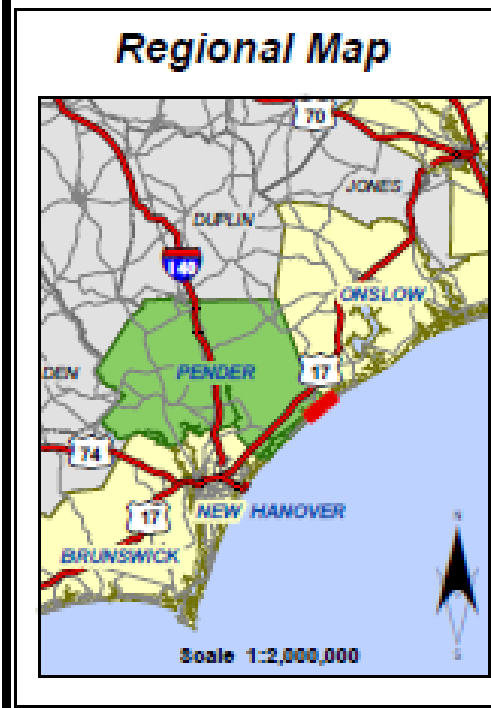 Regional Map
70
JONES
DUPLIN
I-40
ONSLOW
DEN
PENDER
17
74
17
NEW HANOVER
BRUNSWICK
N
S
Scale 1:2,000,000